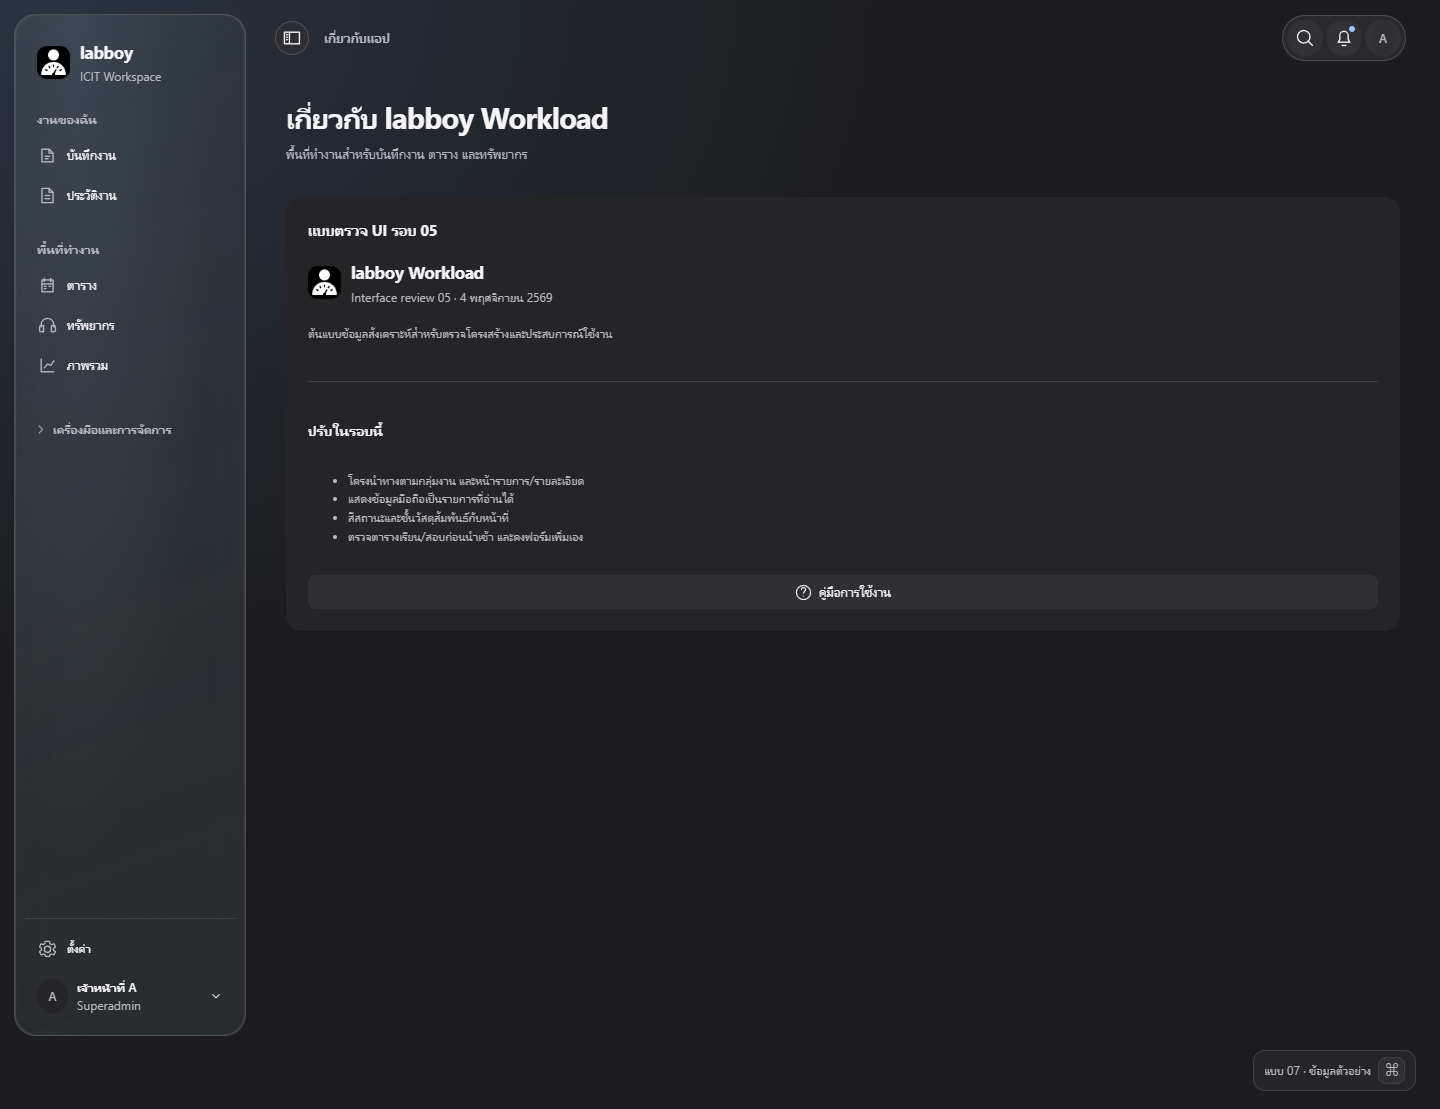 labboy
ICIT Workspace
งานของฉัน
บันทึกงาน
ประวัติงาน
พื้นที่ทำงาน
ตาราง
ทรัพยากร
ภาพรวม
เครื่องมือและการจัดการ
ตั้งค่า
A
เจ้าหน้าที่ A
Superadmin
เกี่ยวกับแอป
A
เกี่ยวกับ labboy Workload
พื้นที่ทำงานสำหรับบันทึกงาน ตาราง และทรัพยากร
แบบตรวจ UI รอบ 05
labboy Workload
Interface review 05 · 4 พฤศจิกายน 2569
ต้นแบบข้อมูลสังเคราะห์สำหรับตรวจโครงสร้างและประสบการณ์ใช้งาน
ปรับในรอบนี้
• โครงนำทางตามกลุ่มงาน และหน้ารายการ/รายละเอียด
• แสดงข้อมูลมือถือเป็นรายการที่อ่านได้
• สีสถานะและชั้นวัสดุสัมพันธ์กับหน้าที่
• ตรวจตารางเรียน/สอบก่อนนำเข้า และคงฟอร์มเพิ่มเอง
คู่มือการใช้งาน
แบบ 07 · ข้อมูลตัวอย่าง ⌘